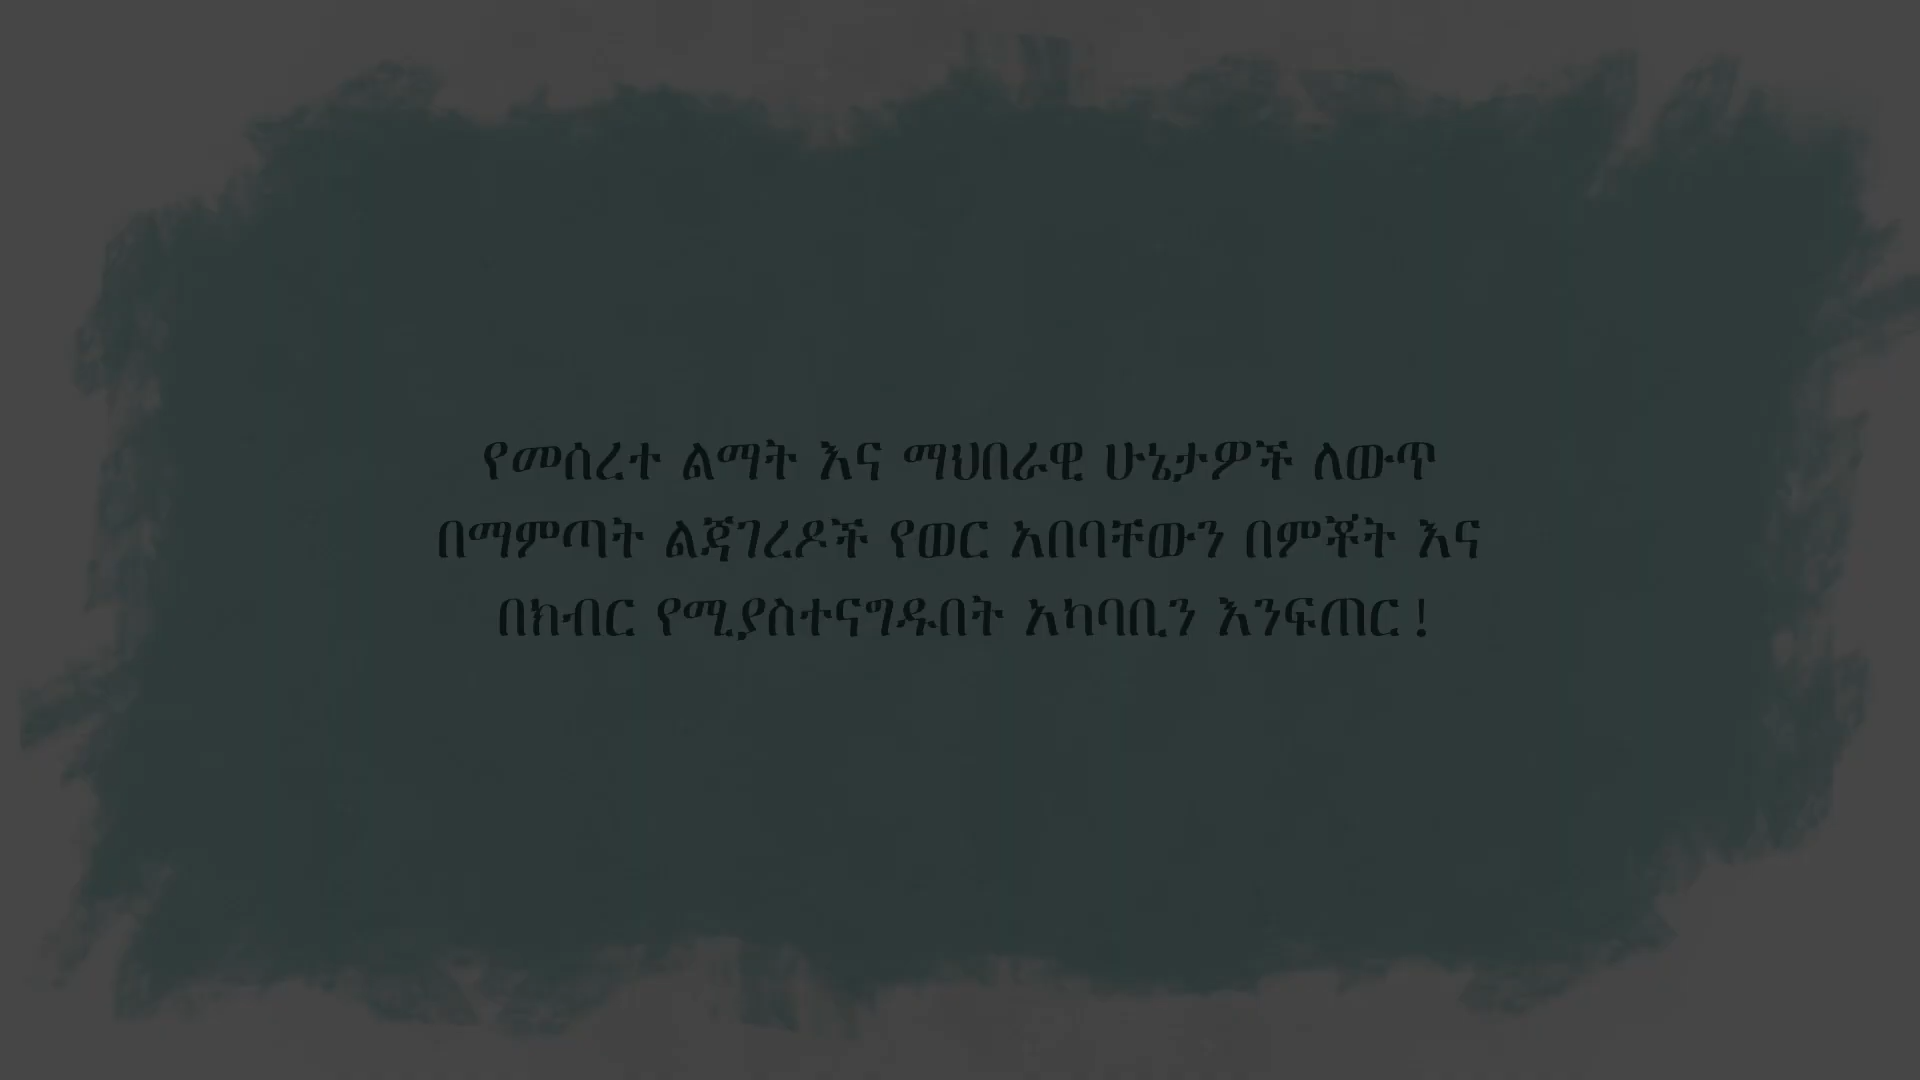 የመሰረተ ልማት እና ማህበራዊ ሁኔታዎች ለውጥ
በማምጣት ልጃገረዶች የወር አበባቸውን በምቾት እና
በክብር የሚያስተናግዱበት አካባቢን እንፍጠር!